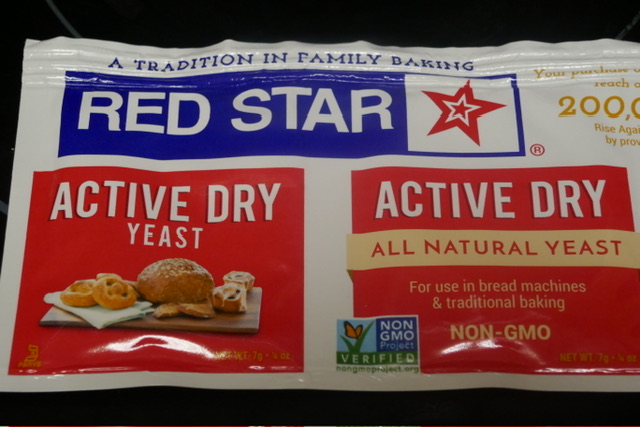 A TRADITION IN FAMILY BAKING
RED STAR
®
Your purchase
reach
200,0
Rise Agai
by prov
ACTIVE DRY
YEAST
NET WT. 7g • ¼ oz
ACTIVE DRY
ALL NATURAL YEAST
For use in bread machines
& traditional baking
NON-GMO
NON
GMO
Project
VERIFIED
nongmoproject.org
NET WT. 7g • ¼ oz